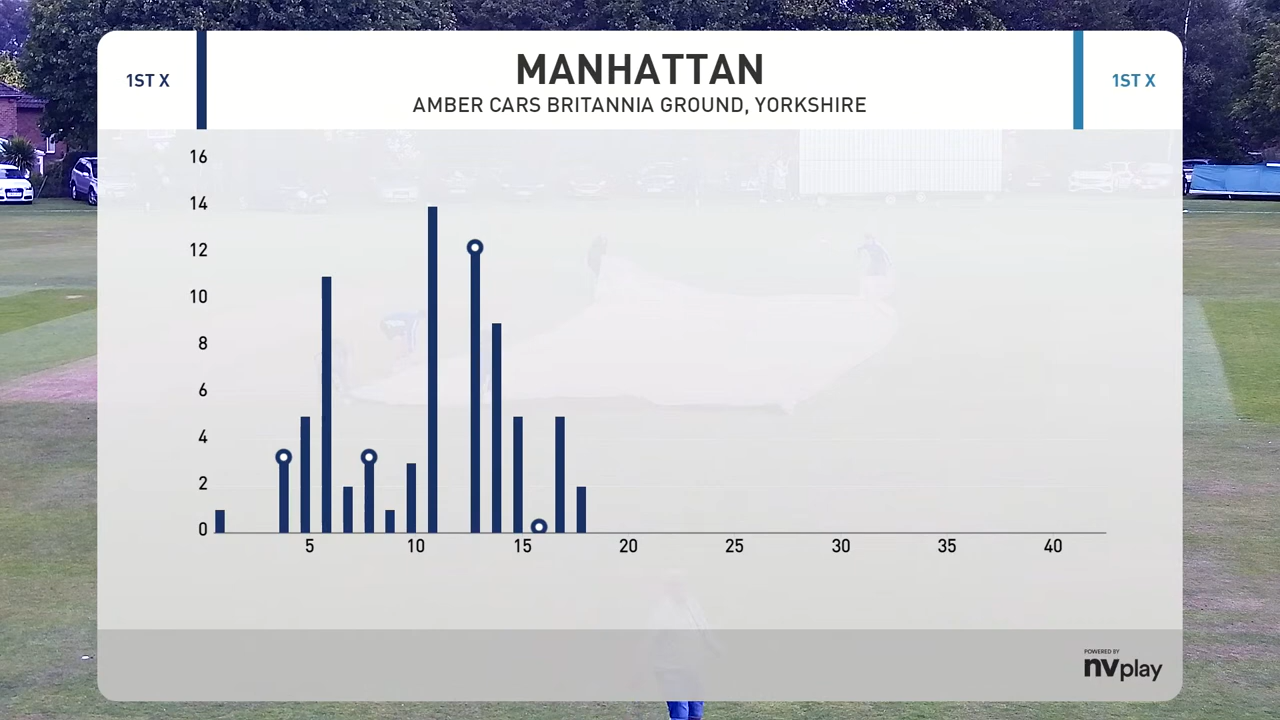 1ST X
MANHATTAN
AMBER CARS BRITANNIA GROUND, YORKSHIRE
1ST X
16
14
12
10
8
6
4
2
0
5 10 15 20 25 30 35 40
POWERED BY
nvplay